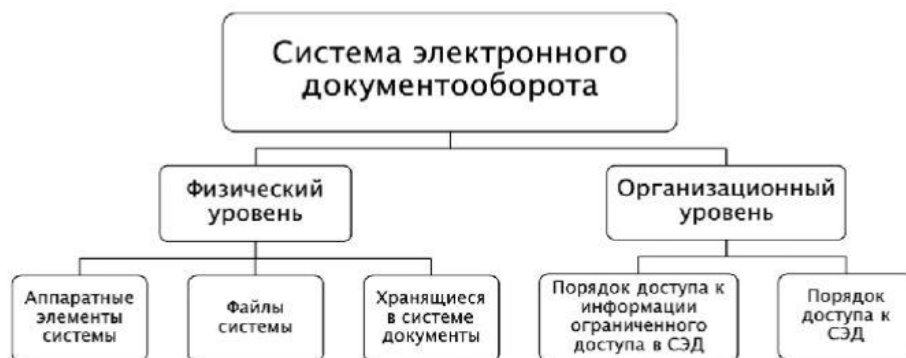 Система электронного
документооборота
Физический
уровень
Организационный
уровень
Аппаратные
элементы
системы
Файлы
системы
Хранящиеся
в системе
документы
Порядок доступа к
информации
ограниченного
доступа в СЭД
Порядок
доступа к
СЭД